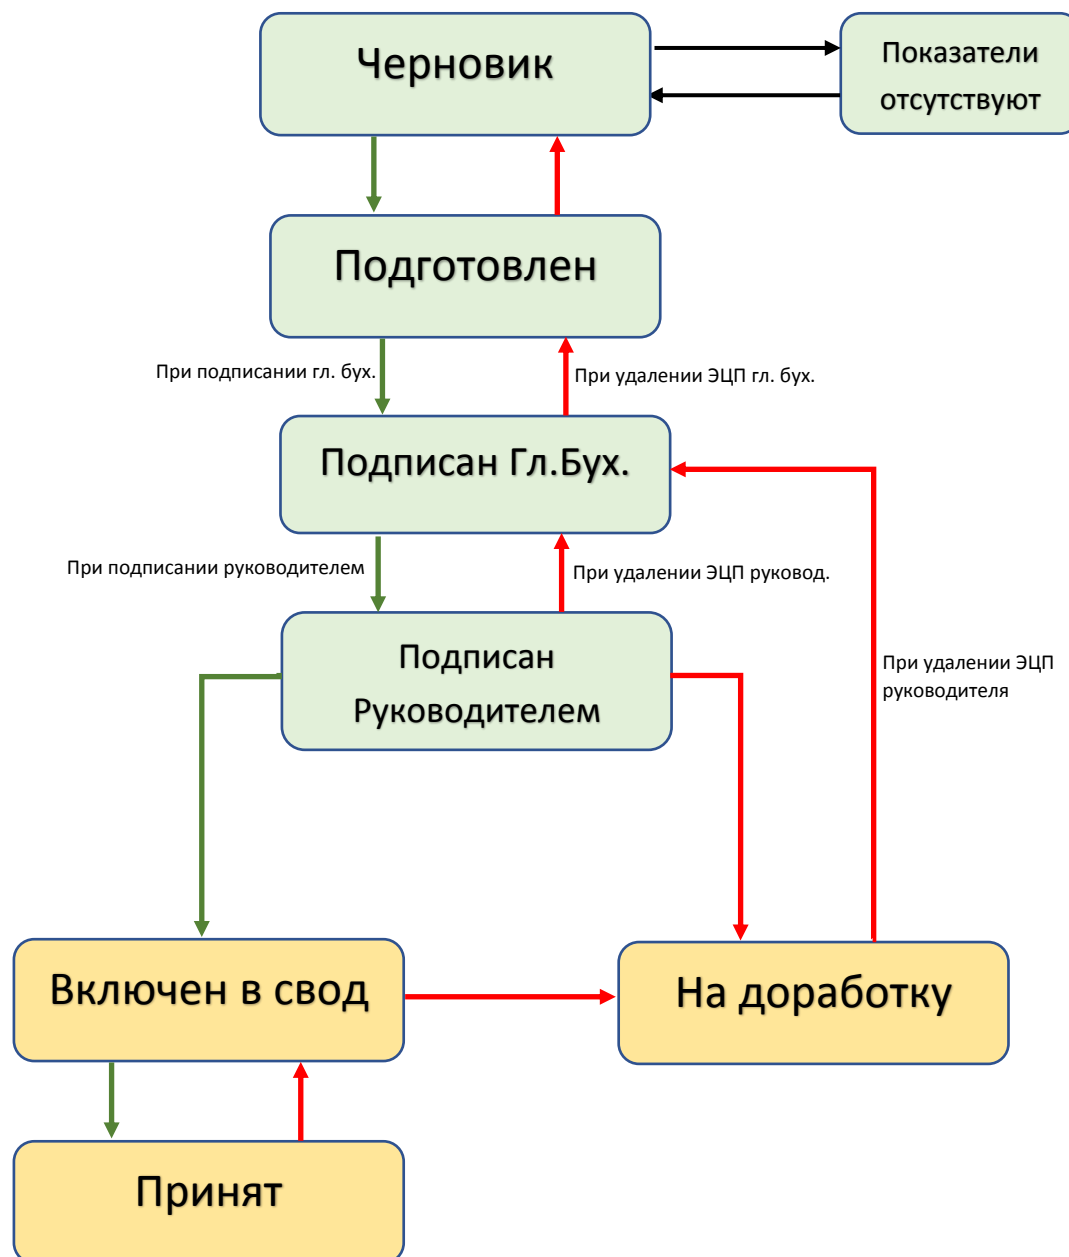 Черновик
Показатели
отсутствуют
Подготовлен
При подписании гл. бух.
При удалении ЭЦП гл. бух.
Подписан Гл.Бух.
При подписании руководителем
При удалении ЭЦП руковод.
Подписан
Руководителем
При удалении ЭЦП
руководителя
Включен в свод
На доработку
Принят